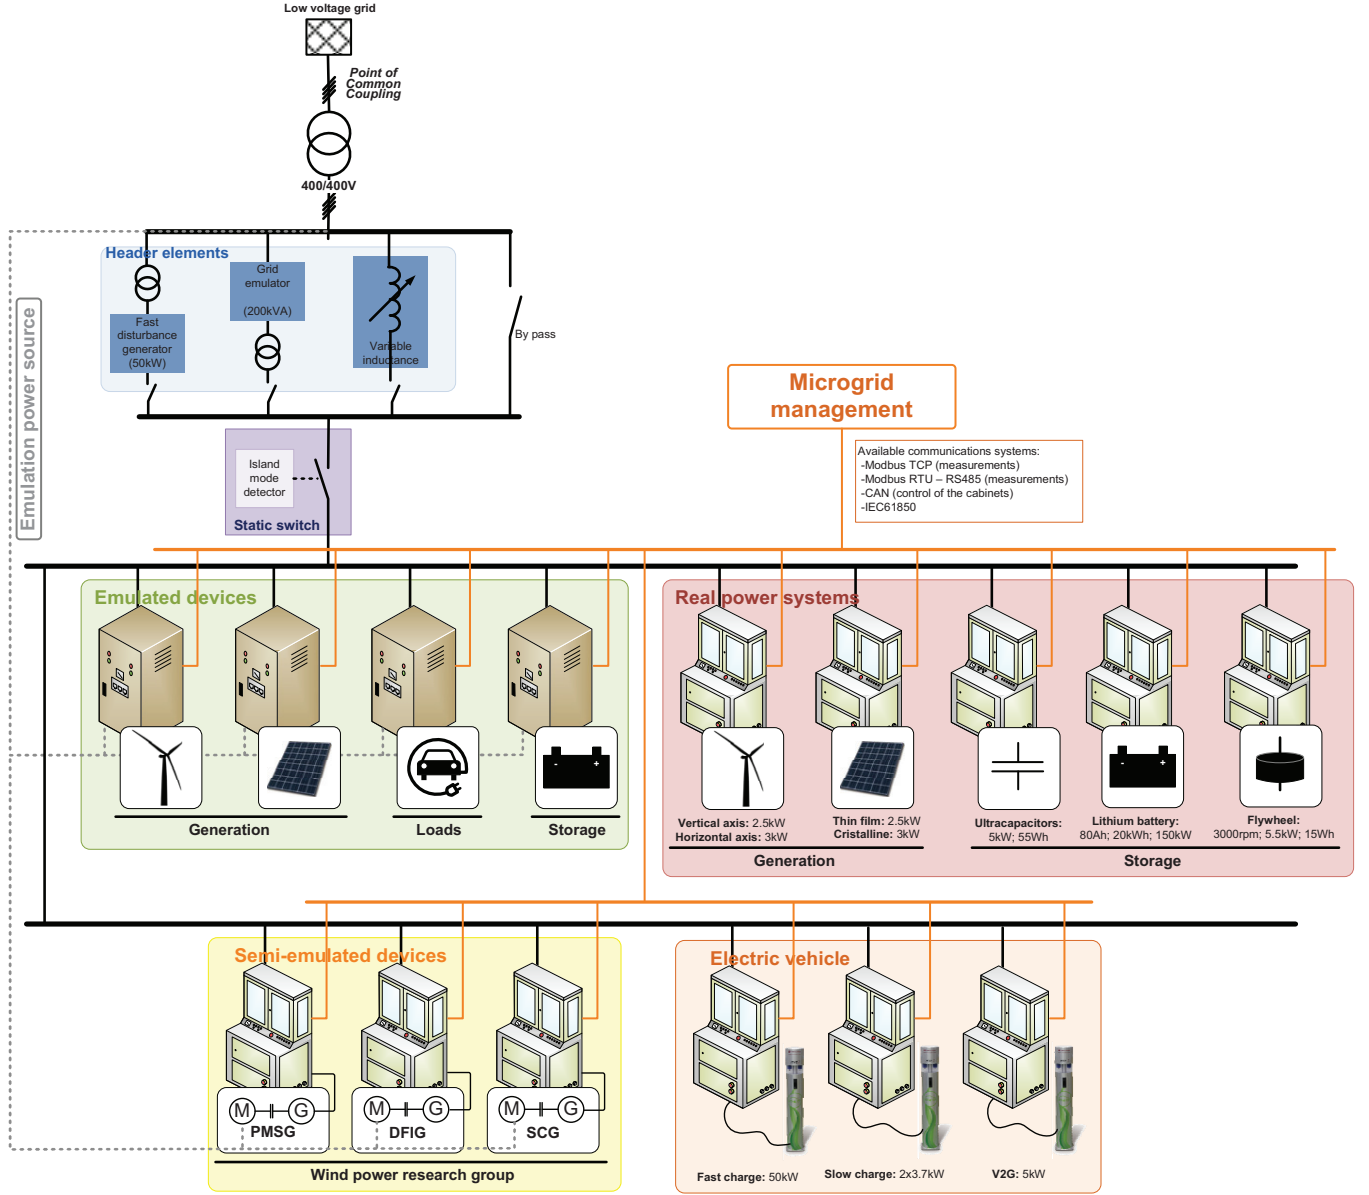 Low voltage grid
Point of
Common
Coupling
400/400V
Header elements
Fast
disturbance
generator
(50kW)
Grid
emulator
(200kVA)
Variable
inductance
By pass
Emulation power source
Island
mode
detector
Static switch
Microgrid
management
Available communications systems:
-Modbus TCP (measurements)
-Modbus RTU – RS485 (measurements)
-CAN (control of the cabinets)
-IEC61850
Emulated devices
- +
Generation
Loads
Storage
Real power systems
- +
Vertical axis: 2.5kW
Horizontal axis: 3kW
Thin film: 2.5kW
Cristalline: 3kW
Ultracapacitors:
5kW; 55Wh
Lithium battery:
80Ah; 20kWh; 150kW
Flywheel:
3000rpm; 5.5kW; 15Wh
Generation
Storage
Semi-emulated devices
M G
PMSG
M G
DFIG
M G
SCG
Wind power research group
Electric vehicle
Fast charge: 50kW
Slow charge: 2x3.7kW
V2G: 5kW